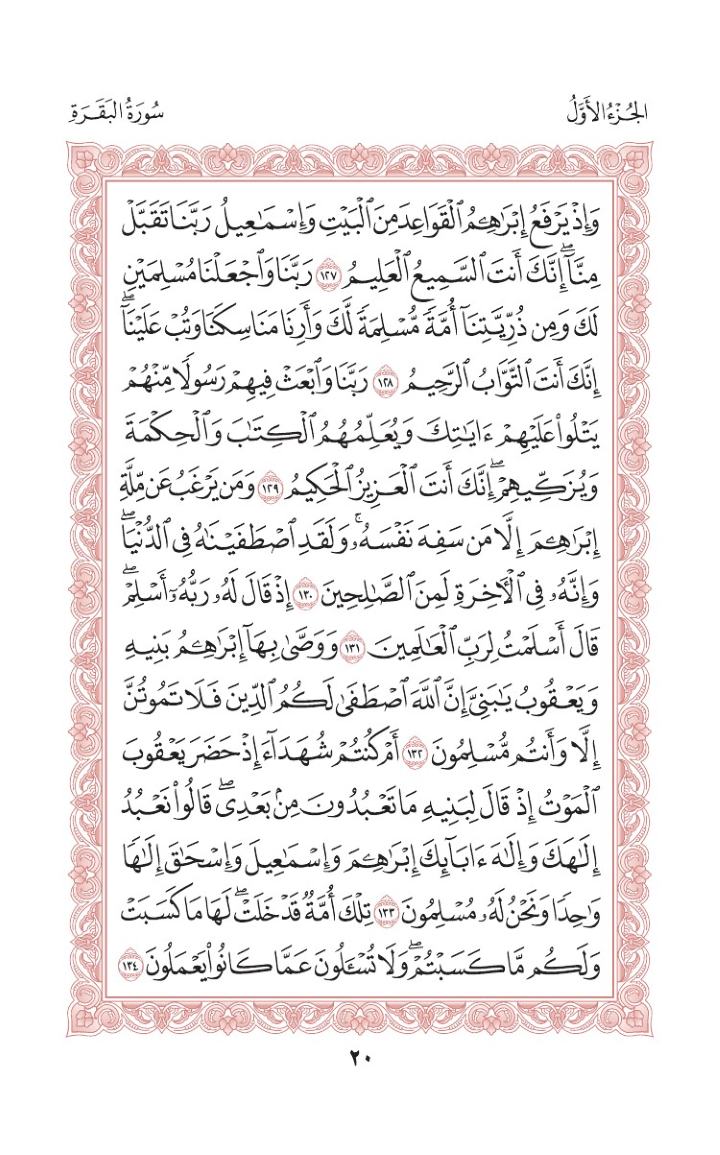 الجُزْءُ الأَوَّلُ
سُورَةُ البَقَرَةِ
وَإِذْ يَرْفَعُ إِبْرَٰهِـۧمُ ٱلْقَوَاعِدَ مِنَ ٱلْبَيْتِ وَإِسْمَٰعِيلُ رَبَّنَا تَقَبَّلْ
مِنَّآۖ إِنَّكَ أَنتَ ٱلسَّمِيعُ ٱلْعَلِيمُ ١٢٧ رَبَّنَا وَٱجْعَلْنَا مُسْلِمَيْنِ
لَكَ وَمِن ذُرِّيَّتِنَآ أُمَّةً مُّسْلِمَةً لَّكَ وَأَرِنَا مَنَاسِكَنَا وَتُبْ عَلَيْنَآۖ
إِنَّكَ أَنتَ ٱلتَّوَّابُ ٱلرَّحِيمُ ١٢٨ رَبَّنَا وَٱبْعَثْ فِيهِمْ رَسُولًا مِّنْهُمْ
يَتْلُوا۟ عَلَيْهِمْ ءَايَٰتِكَ وَيُعَلِّمُهُمُ ٱلْكِتَٰبَ وَٱلْحِكْمَةَ
وَيُزَكِّيهِمْۖ إِنَّكَ أَنتَ ٱلْعَزِيزُ ٱلْحَكِيمُ ١٢٩ وَمَن يَرْغَبُ عَن مِّلَّةِ
إِبْرَٰهِـۧمَ إِلَّا مَن سَفِهَ نَفْسَهُۥۚ وَلَقَدِ ٱصْطَفَيْنَٰهُ فِى ٱلدُّنْيَاۖ
وَإِنَّهُۥ فِى ٱلْءَاخِرَةِ لَمِنَ ٱلصَّٰلِحِينَ ١٣٠ إِذْ قَالَ لَهُۥ رَبُّهُۥٓ أَسْلِمْۖ
قَالَ أَسْلَمْتُ لِرَبِّ ٱلْعَٰلَمِينَ ١٣١ وَوَصَّىٰ بِهَآ إِبْرَٰهِـۧمُ بَنِيهِ
وَيَعْقُوبُ يَٰبَنِىَّ إِنَّ ٱللَّهَ ٱصْطَفَىٰ لَكُمُ ٱلدِّينَ فَلَا تَمُوتُنَّ
إِلَّا وَأَنتُم مُّسْلِمُونَ ١٣٢ أَمْ كُنتُمْ شُهَدَآءَ إِذْ حَضَرَ يَعْقُوبَ
ٱلْمَوْتُ إِذْ قَالَ لِبَنِيهِ مَا تَعْبُدُونَ مِنۢ بَعْدِىۖ قَالُوا۟ نَعْبُدُ
إِلَٰهَكَ وَإِلَٰهَ ءَابَآئِكَ إِبْرَٰهِـۧمَ وَإِسْمَٰعِيلَ وَإِسْحَٰقَ إِلَٰهًا
وَٰحِدًا وَنَحْنُ لَهُۥ مُسْلِمُونَ ١٣٣ تِلْكَ أُمَّةٌ قَدْ خَلَتْۖ لَهَا مَا كَسَبَتْ
وَلَكُم مَّا كَسَبْتُمْۖ وَلَا تُسْـَٔلُونَ عَمَّا كَانُوا۟ يَعْمَلُونَ ١٣٤
٢٠